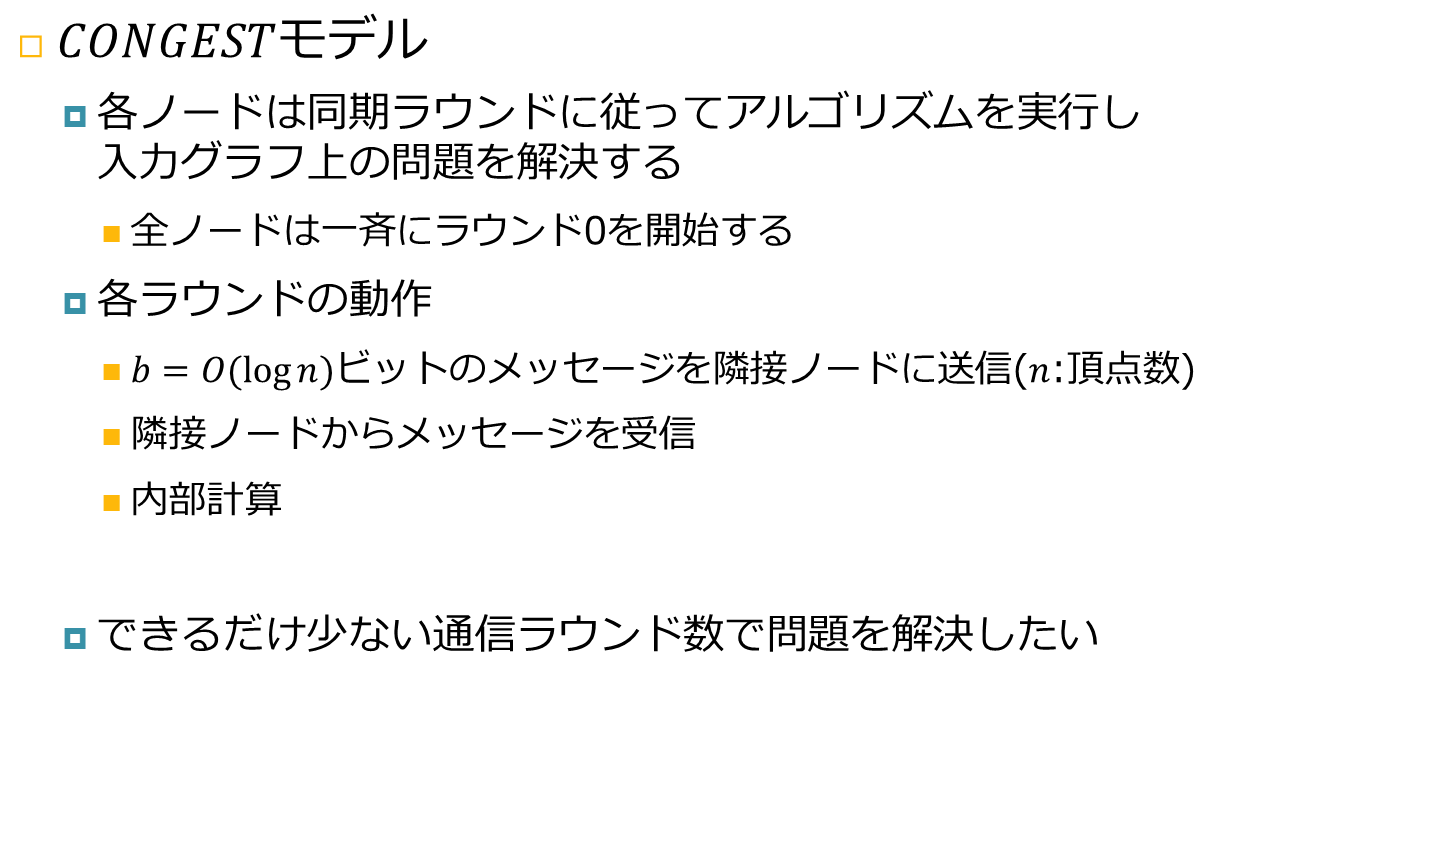 CONGESTモデル
各ノードは同期ラウンドに従ってアルゴリズムを実行し
入力グラフ上の問題を解決する
全ノードは一斉にラウンド0を開始する
各ラウンドの動作
b = O(log n)ビットのメッセージを隣接ノードに送信(n:頂点数)
隣接ノードからメッセージを受信
内部計算
できるだけ少ない通信ラウンド数で問題を解決したい